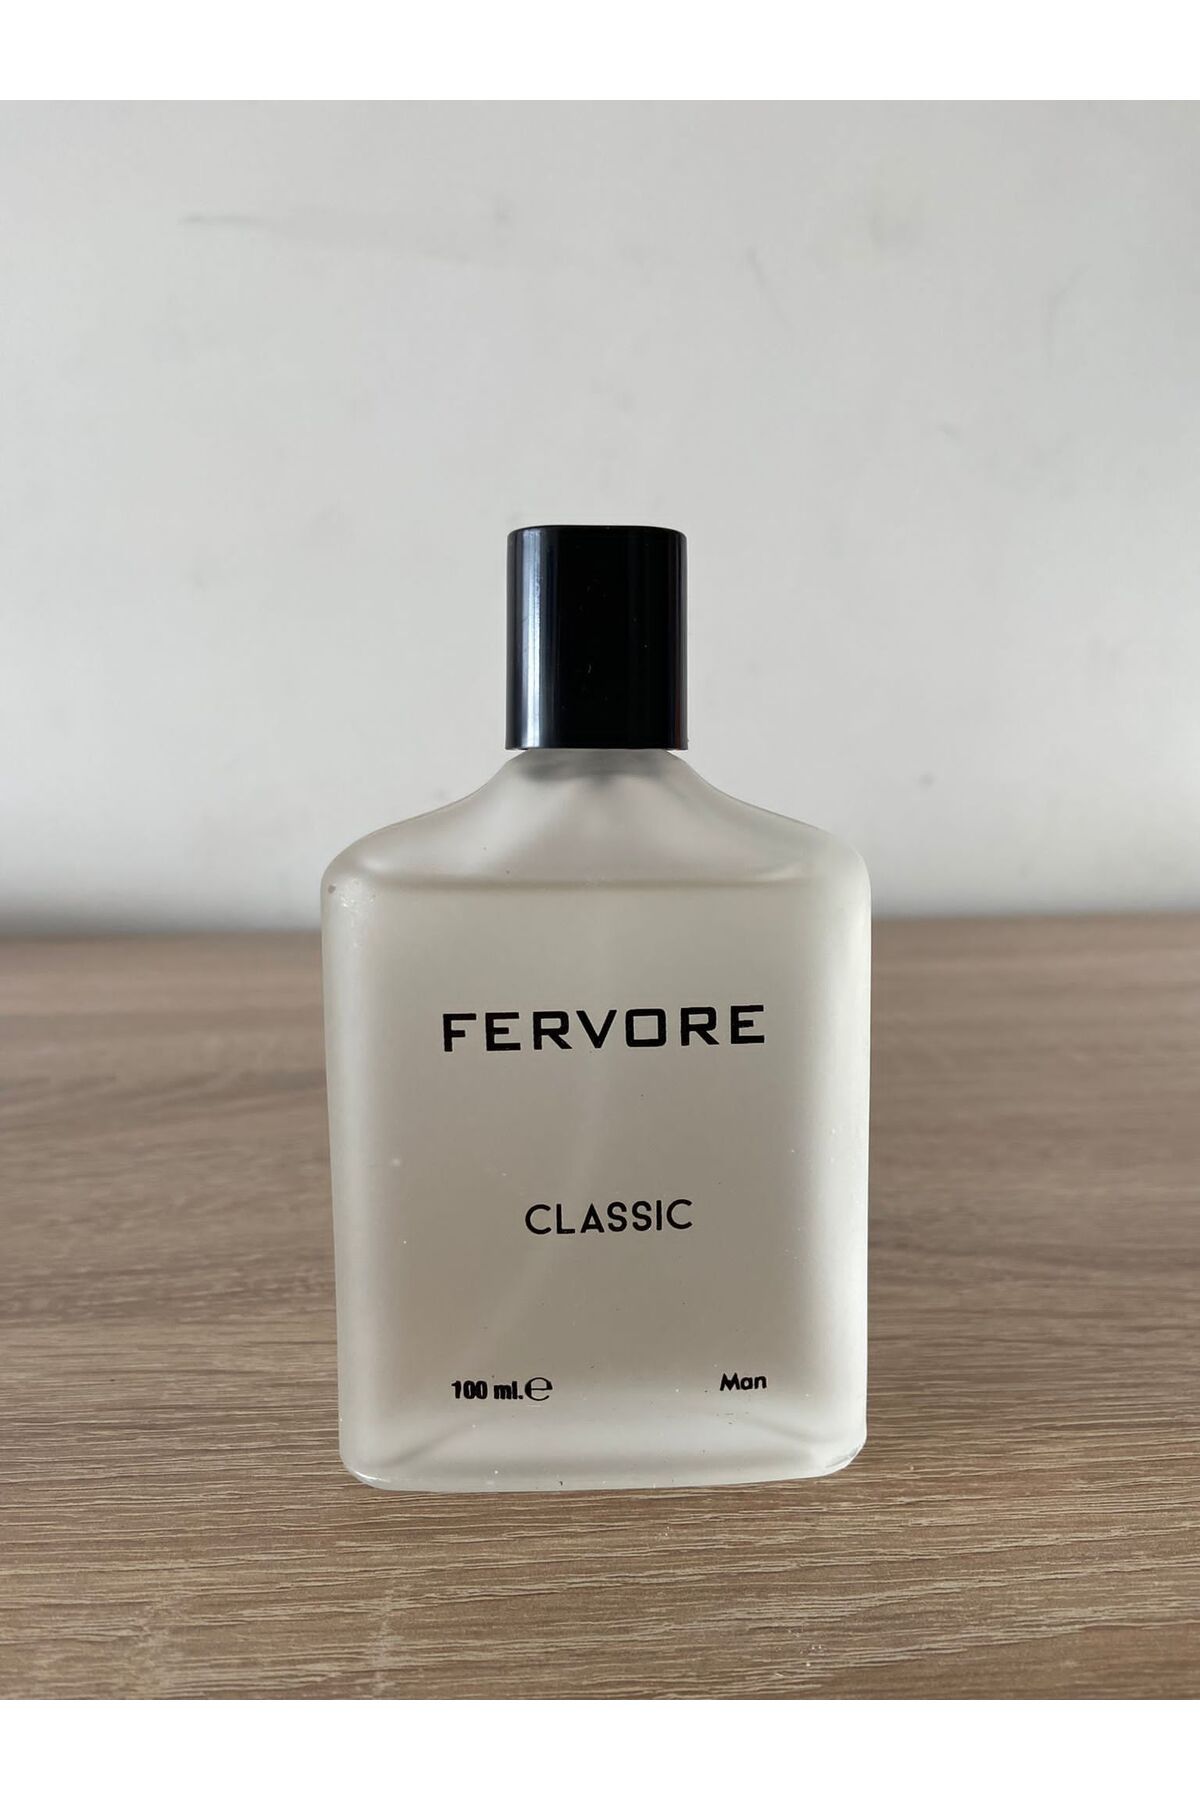 FERVORE
CLASSIC
100 ml.℮ Man